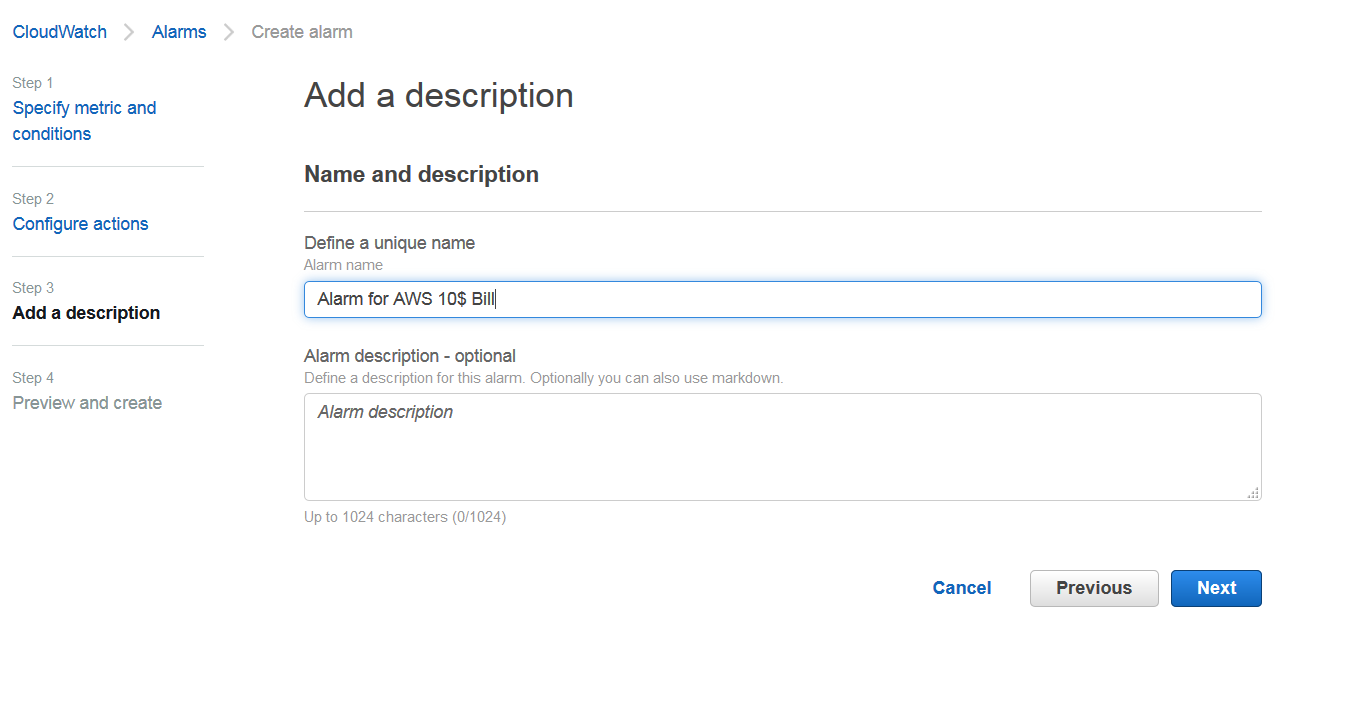 CloudWatch Alarms Create alarm
Step 1
Specify metric and
conditions
Step 2
Configure actions
Step 3
Add a description
Step 4
Preview and create
Add a description
Name and description
Define a unique name
Alarm name
Alarm for AWS 10$ Bill
Alarm description - optional
Define a description for this alarm. Optionally you can also use markdown.
Alarm description
Up to 1024 characters (0/1024)
Cancel Previous Next